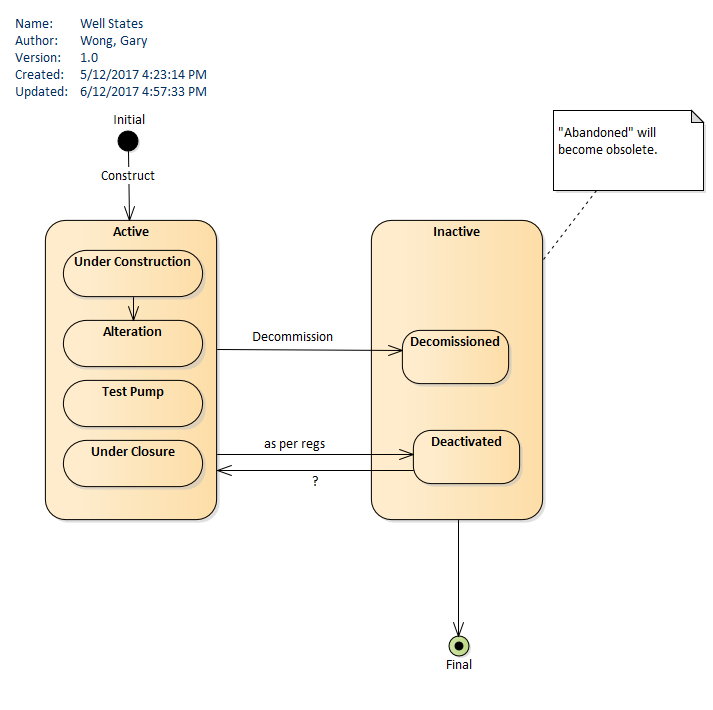 Name: Well States
Author: Wong, Gary
Version: 1.0
Created: 5/12/2017 4:23:14 PM
Updated: 6/12/2017 4:57:33 PM
Initial
"Abandoned" will
become obsolete.
Construct
Active
Inactive
Under Construction
Alteration
Decommission
Decomissioned
Test Pump
Under Closure
as per regs
Deactivated
?
Final